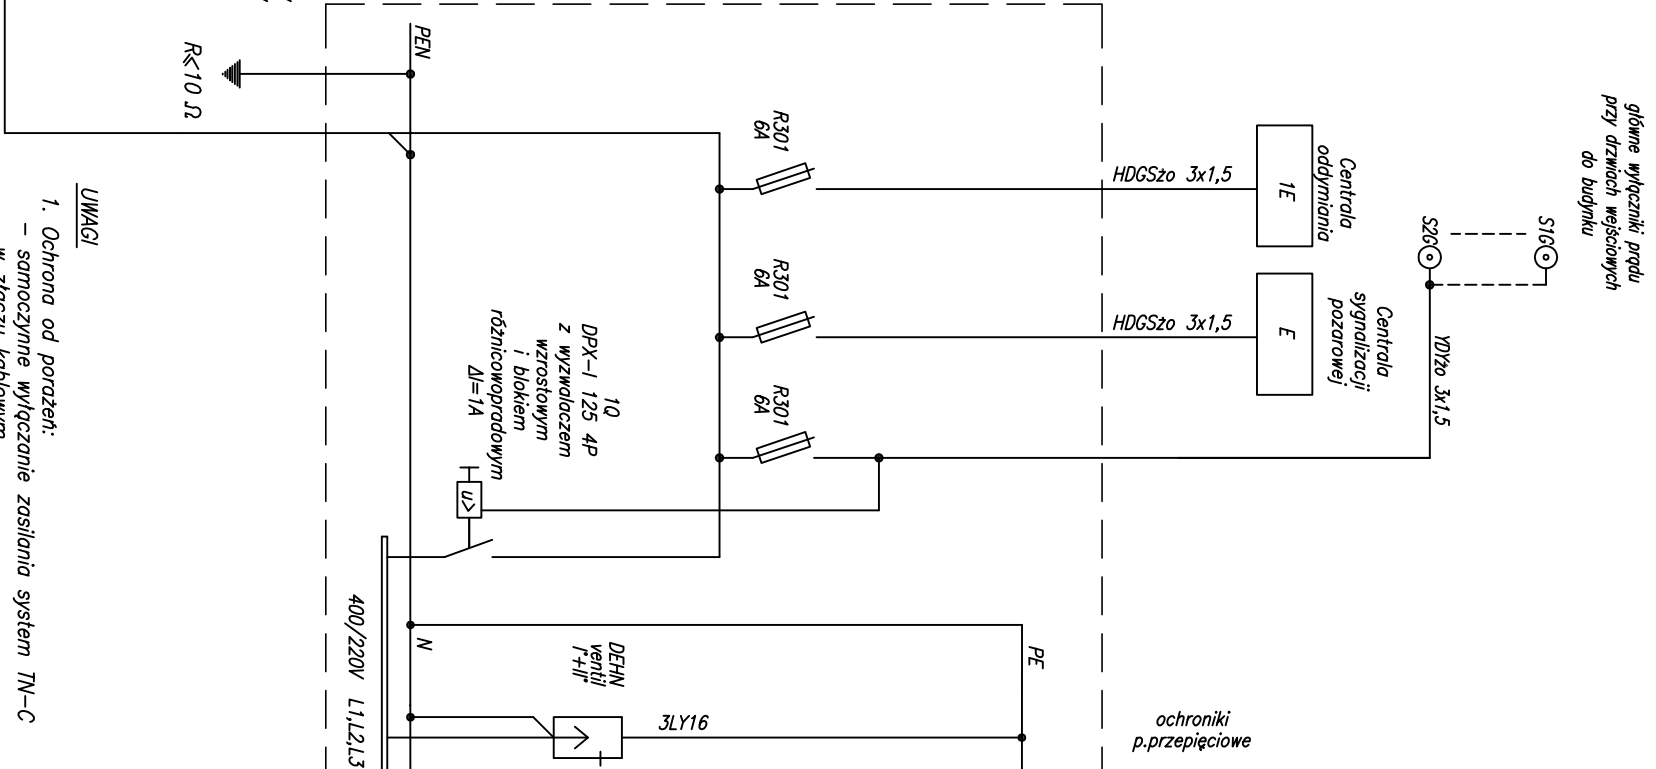 główne wyłączniki prądu
przy drzwiach wejściowych
do budynku
S1G
S2G
YDYżo 3x1,5
Centrala
oddymiania
1E
HDGSżo 3x1,5
R301
6A
Centrala
sygnalizacji
pozarowej
E
HDGSżo 3x1,5
R301
6A
R301
6A
1Q
DPX-I 125 4P
z wyzwalaczem
wzrostowym
i blokiem
różnicowoprądowym
ΔI=1A
u>
PEN
R≤10 Ω
N
PE
400/220V L1,L2,L3
DEHN
ventil
I°+II°
3LY16
ochroniki
p.przepięciowe
UWAGI
1. Ochrona od porażeń:
- samoczynne wyłączanie zasilania system TN-C
w złączu kablowym